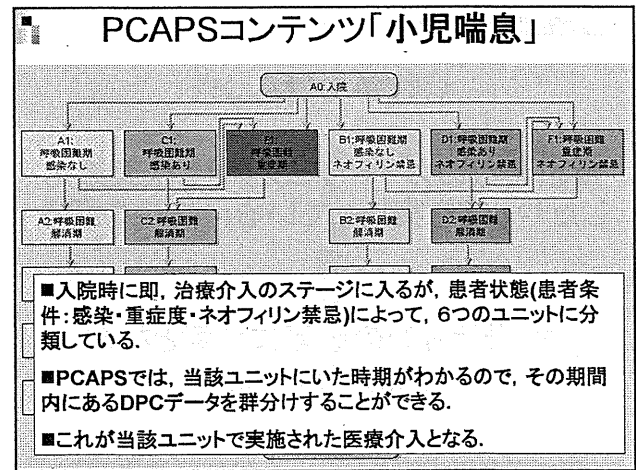 PCAPSコンテンツ「小児喘息」
A0:入院
A1:
呼吸困難期
感染なし
C1:
呼吸困難期
感染あり
呼吸困難
重症期
B1:呼吸困難期
感染なし
ネオフィリン禁忌
D1:呼吸困難期
感染あり
ネオフィリン禁忌
F1:呼吸困難
重症期
ネオフィリン禁忌
A2:呼吸困難
解消期
C2:呼吸困難
解消期
B2:呼吸困難
解消期
D2:呼吸困難
解消期
■入院時に即，治療介入のステージに入るが，患者状態(患者条
件:感染・重症度・ネオフィリン禁忌)によって，6つのユニットに分
類している．
■PCAPSでは，当該ユニットにいた時期がわかるので，その期間
内にあるDPCデータを群分けすることができる．
■これが当該ユニットで実施された医療介入となる．